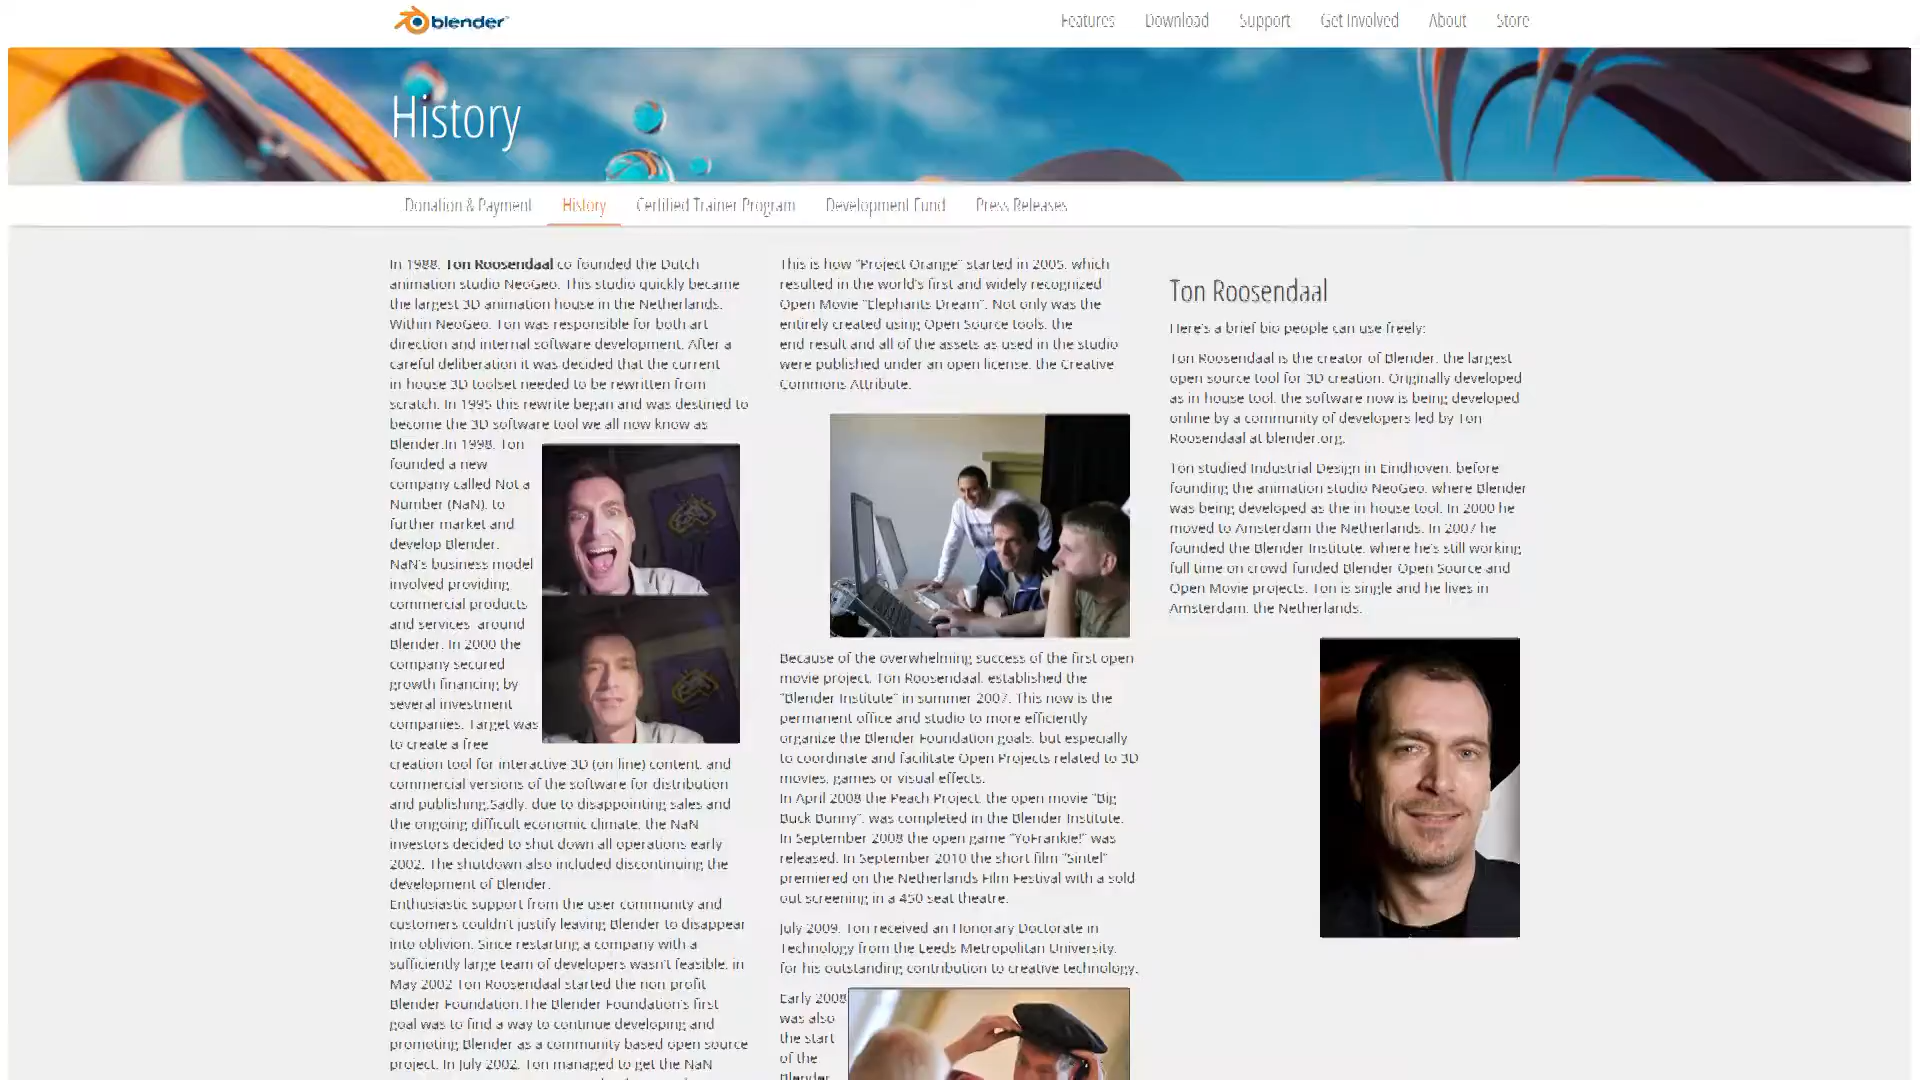 blender
Features Download Support Get Involved About Store
History
Donation & Payment History Certified Trainer Program Development Fund Press Releases
In 1988, Ton Roosendaal co founded the Dutch
animation studio NeoGeo. This studio quickly became
the largest 3D animation house in the Netherlands.
Within NeoGeo, Ton was responsible for both art
direction and internal software development. After a
careful deliberation it was decided that the current
in house 3D toolset needed to be rewritten from
scratch. In 1995 this rewrite began and was destined to
become the 3D software tool we all now know as
Blender.In 1998, Ton
founded a new
company called Not a
Number (NaN), to
further market and
develop Blender.
NaN's business model
involved providing
commercial products
and services, around
Blender. In 2000 the
company secured
growth financing by
several investment
companies. Target was
to create a free
creation tool for interactive 3D (on line) content, and
commercial versions of the software for distribution
and publishing.Sadly, due to disappointing sales and
the ongoing difficult economic climate, the NaN
investors decided to shut down all operations early
2002. The shutdown also included discontinuing the
development of Blender.
Enthusiastic support from the user community and
customers couldn't justify leaving Blender to disappear
into oblivion. Since restarting a company with a
sufficiently large team of developers wasn't feasible, in
May 2002 Ton Roosendaal started the non profit
Blender Foundation.The Blender Foundation's first
goal was to find a way to continue developing and
promoting Blender as a community based open source
project. In July 2002, Ton managed to get the NaN
This is how "Project Orange" started in 2005, which
resulted in the world's first and widely recognized
Open Movie "Elephants Dream". Not only was the
entirely created using Open Source tools, the
end result and all of the assets as used in the studio
were published under an open license, the Creative
Commons Attribute.
Because of the overwhelming success of the first open
movie project, Ton Roosendaal, established the
"Blender Institute" in summer 2007. This now is the
permanent office and studio to more efficiently
organize the Blender Foundation goals, but especially
to coordinate and facilitate Open Projects related to 3D
movies, games or visual effects.
In April 2008 the Peach Project, the open movie "Big
Buck Bunny", was completed in the Blender Institute.
In September 2008 the open game "YoFrankie!" was
released. In September 2010 the short film "Sintel"
premiered on the Netherlands Film Festival with a sold
out screening in a 450 seat theatre.
July 2009, Ton received an Honorary Doctorate in
Technology from the Leeds Metropolitan University,
for his outstanding contribution to creative technology.
Early 2008
was also
the start
of the
Blender
Ton Roosendaal
Here's a brief bio people can use freely:
Ton Roosendaal is the creator of Blender, the largest
open source tool for 3D creation. Originally developed
as in house tool, the software now is being developed
online by a community of developers led by Ton
Roosendaal at blender.org.
Ton studied Industrial Design in Eindhoven, before
founding the animation studio NeoGeo, where Blender
was being developed as the in house tool. In 2000 he
moved to Amsterdam the Netherlands. In 2007 he
founded the Blender Institute, where he's still working
full time on crowd funded Blender Open Source and
Open Movie projects. Ton is single and he lives in
Amsterdam, the Netherlands.